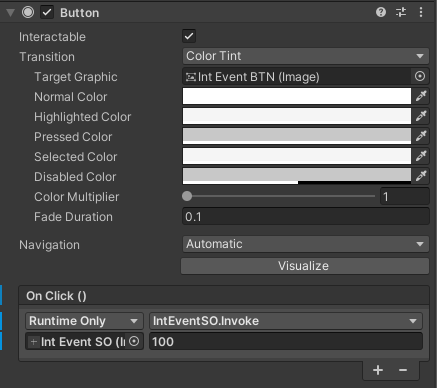 Button
Interactable
Transition Color Tint
Target Graphic Int Event BTN (Image)
Normal Color
Highlighted Color
Pressed Color
Selected Color
Disabled Color
Color Multiplier 1
Fade Duration 0.1
Navigation Automatic
Visualize
On Click ()
Runtime Only IntEventSO.Invoke
Int Event SO (I 100